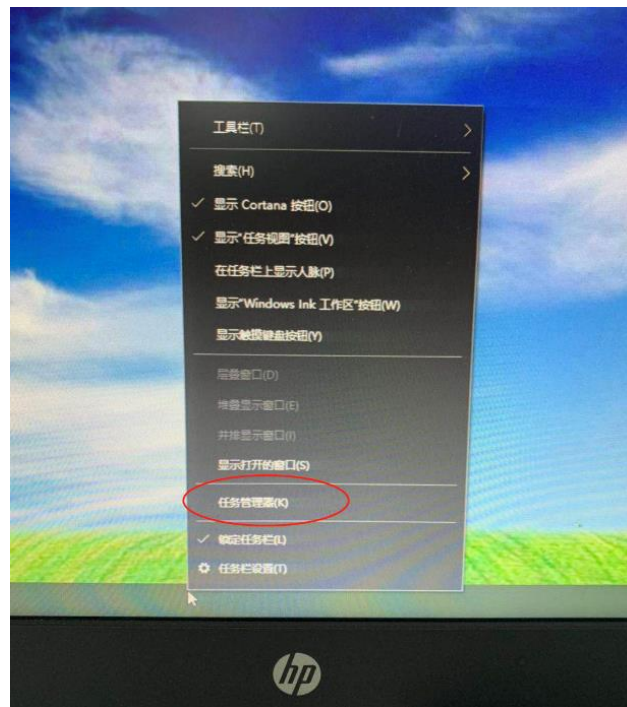 工具栏(T)
搜索(H)
显示 Cortana 按钮(O)
显示"任务视图"按钮(V)
在任务栏上显示人脉(P)
显示"Windows Ink 工作区"按钮(W)
显示触摸键盘按钮(Y)
层叠窗口(D)
堆叠显示窗口(E)
并排显示窗口(I)
显示打开的窗口(S)
任务管理器(K)
锁定任务栏(L)
任务栏设置(T)
hp